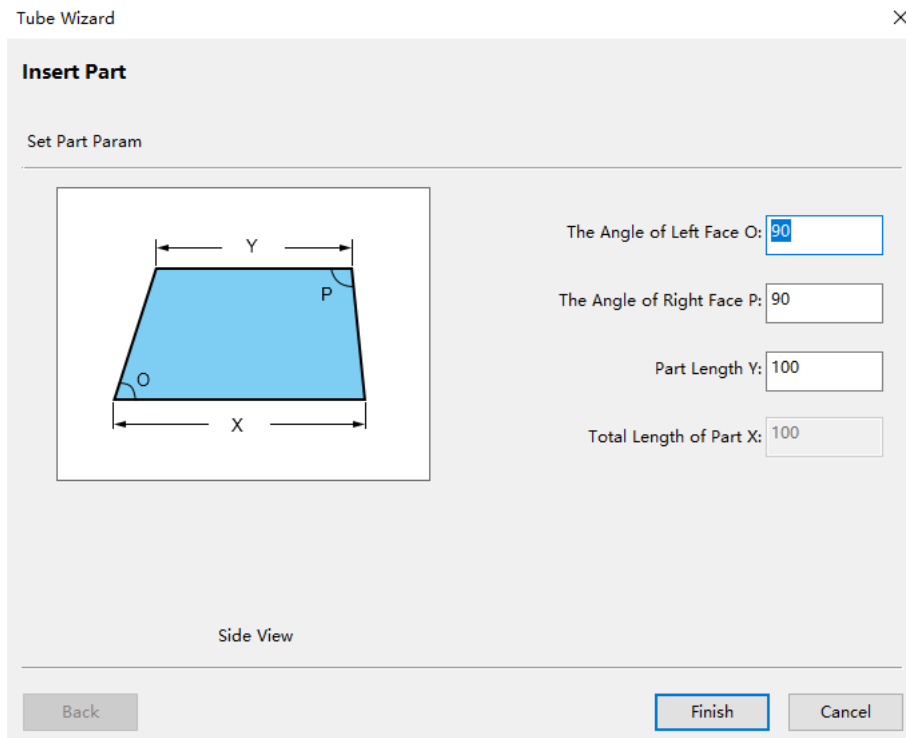 Tube Wizard
Insert Part
Set Part Param
Y
P
O
X
The Angle of Left Face O: 90
The Angle of Right Face P: 90
Part Length Y: 100
Total Length of Part X: 100
Side View
Back
Finish
Cancel